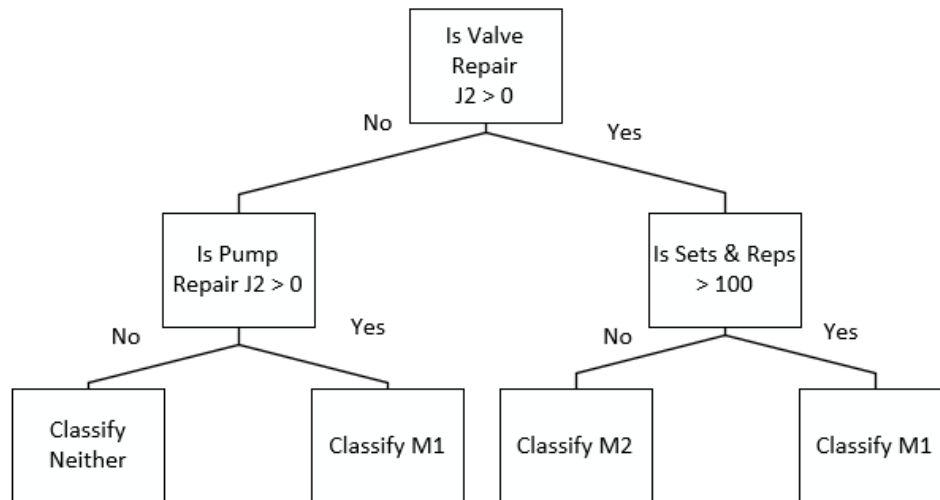 Is Valve
Repair
J2 > 0
No
Yes
Is Pump
Repair J2 > 0
Is Sets & Reps
> 100
No
Yes
No
Yes
Classify
Neither
Classify M1
Classify M2
Classify M1